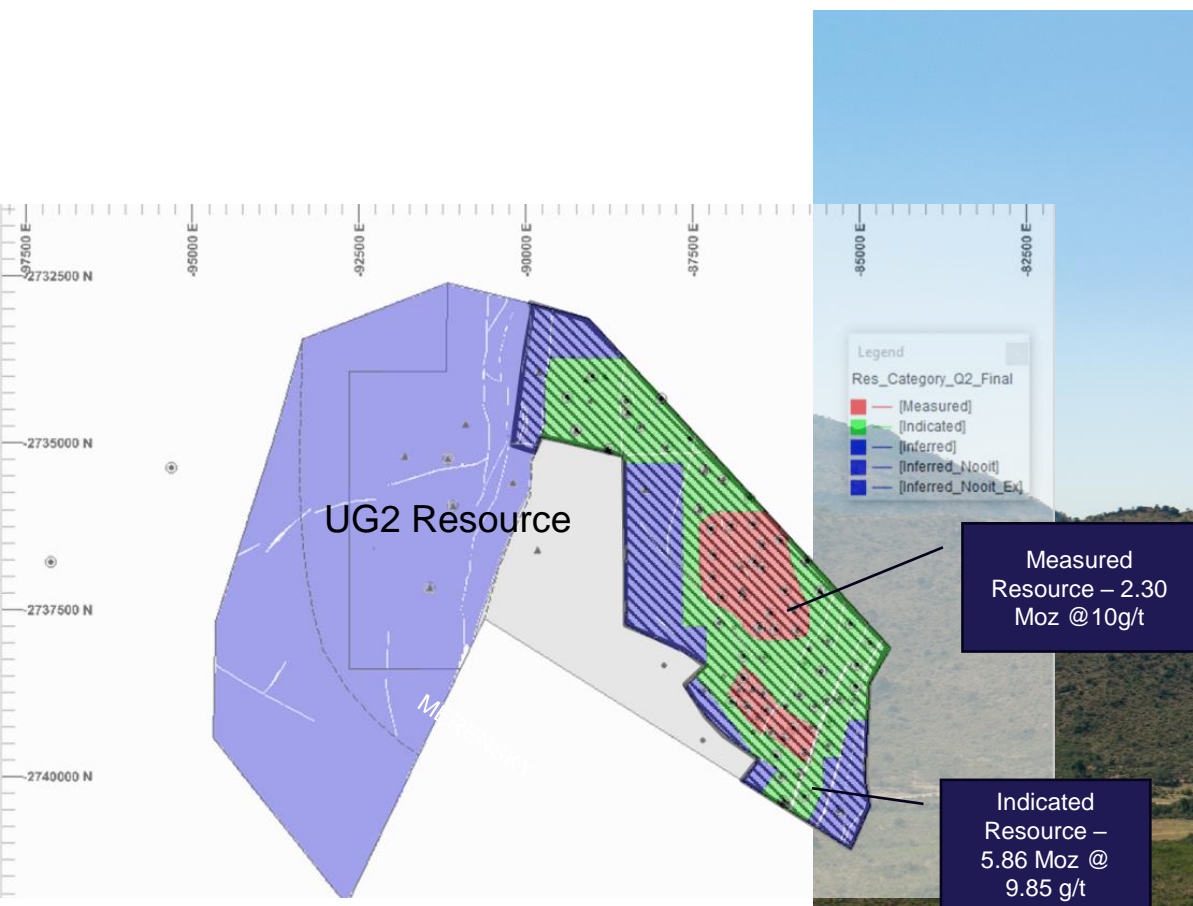 -97500 E
-95000 E
-92500 E
-90000 E
-87500 E
-85000 E
-82500 E
-2732500 N
-2735000 N
-2737500 N
-2740000 N
Legend
Res_Category_Q2_Final
[Measured]
[Indicated]
[Inferred]
[Inferred_Nooit]
[Inferred_Nooit_Ex]
UG2 Resource
MERENSKY
Measured
Resource – 2.30
Moz @10g/t
Indicated
Resource –
5.86 Moz @
9.85 g/t